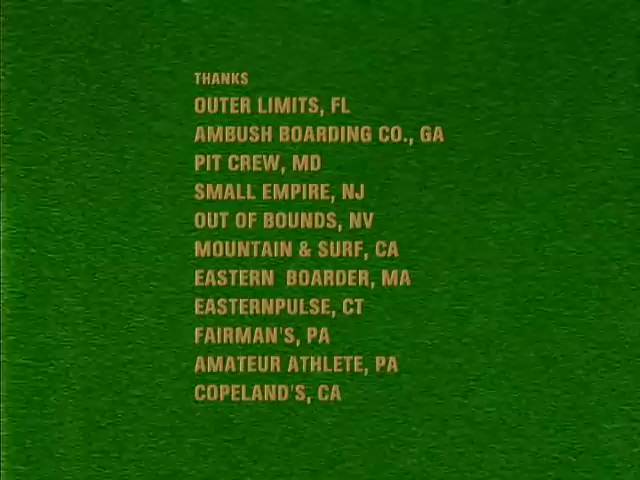 THANKS
OUTER LIMITS, FL
AMBUSH BOARDING CO., GA
PIT CREW, MD
SMALL EMPIRE, NJ
OUT OF BOUNDS, NV
MOUNTAIN & SURF, CA
EASTERN BOARDER, MA
EASTERNPULSE, CT
FAIRMAN'S, PA
AMATEUR ATHLETE, PA
COPELAND'S, CA